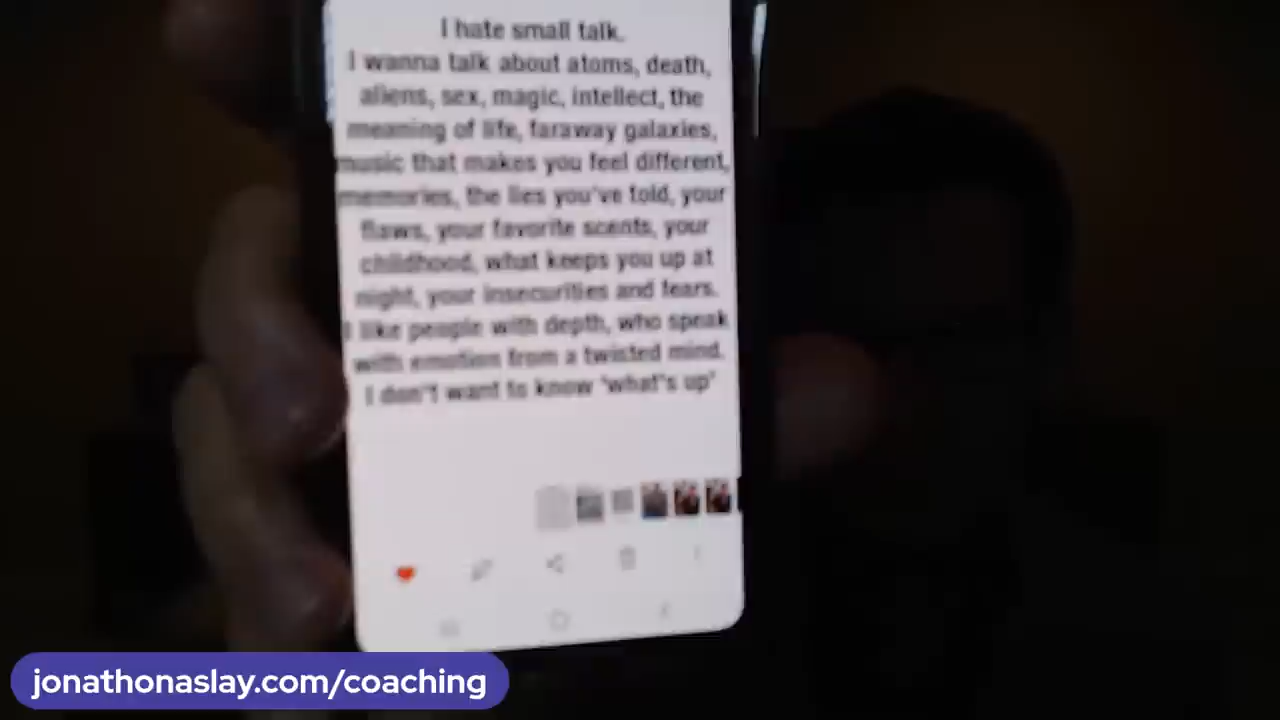 I hate small talk.
I wanna talk about atoms, death,
aliens, sex, magic, intellect, the
meaning of life, faraway galaxies,
music that makes you feel different,
memories, the lies you've told, your
flaws, your favorite scents, your
childhood, what keeps you up at
night, your insecurities and fears.
I like people with depth, who speak
with emotion from a twisted mind.
I don't want to know 'what's up'
jonathonaslay.com/coaching